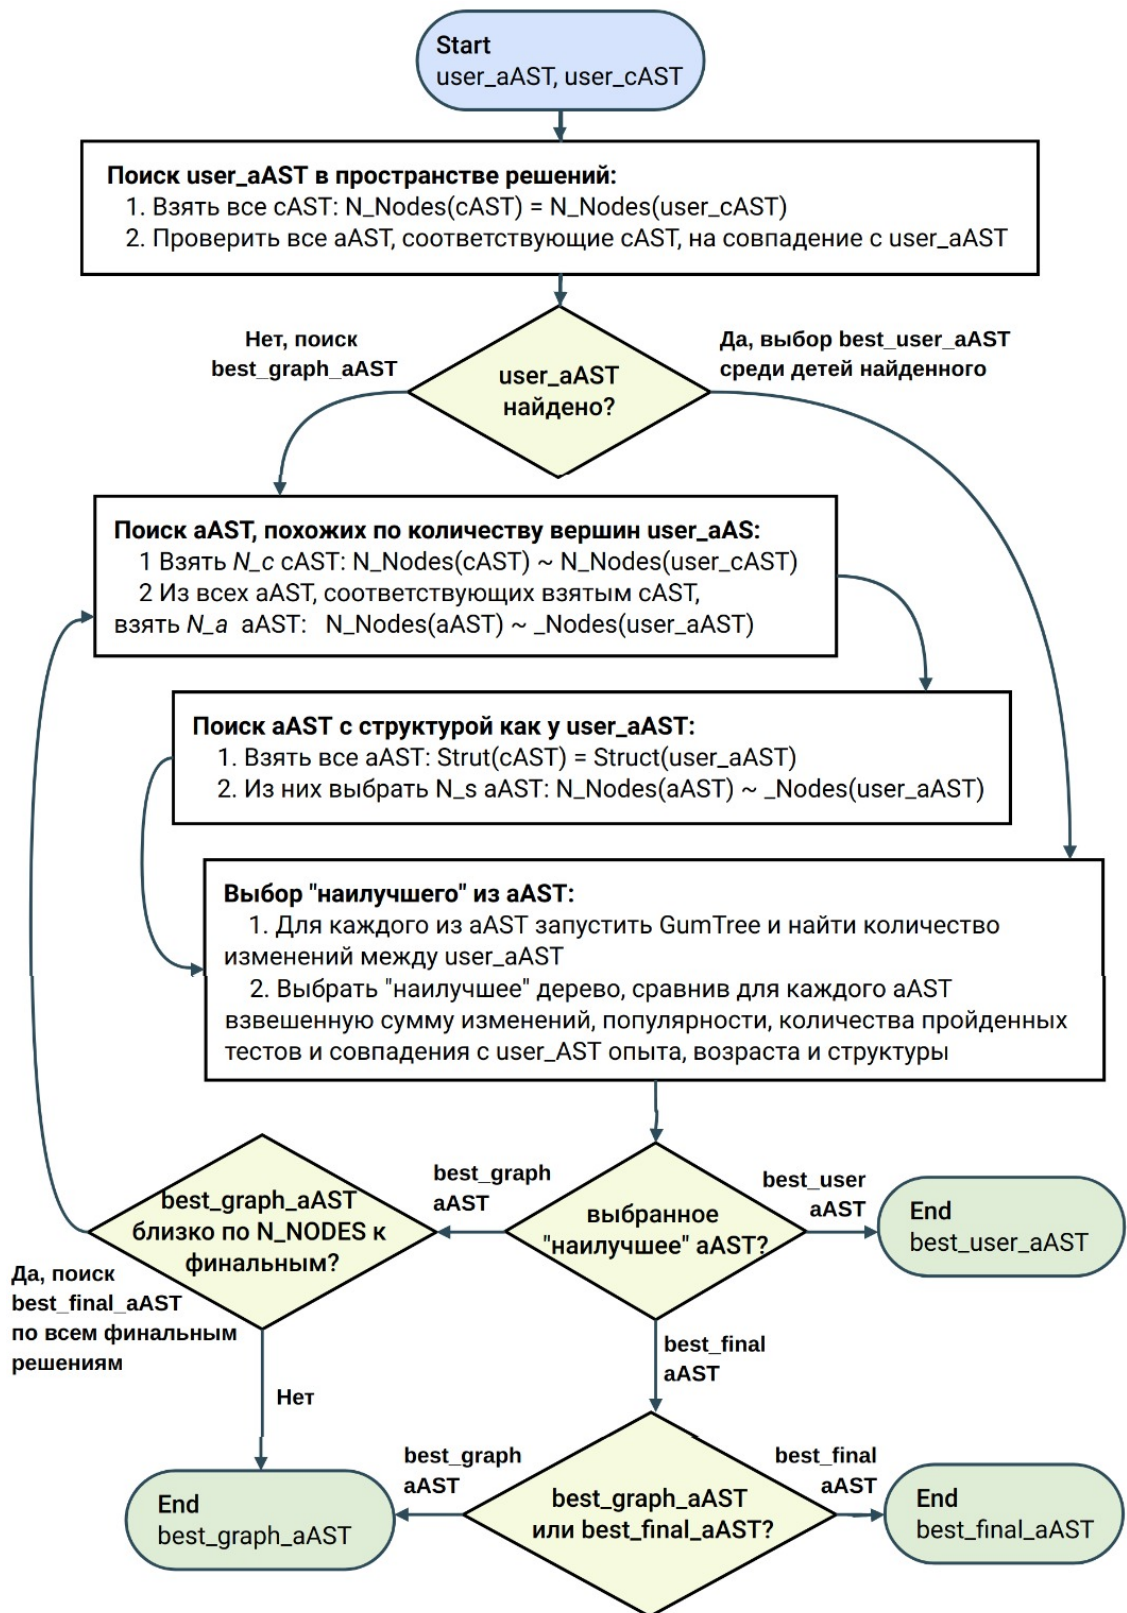 Start
user_aAST, user_cAST
Поиск user_aAST в пространстве решений:
1. Взять все cAST: N_Nodes(cAST) = N_Nodes(user_cAST)
2. Проверить все aAST, соответствующие cAST, на совпадение с user_aAST
Нет, поиск
best_graph_aAST
Да, выбор best_user_aAST
среди детей найденного
user_aAST
найдено?
Поиск aAST, похожих по количеству вершин user_aAS:
1 Взять N_c cAST: N_Nodes(cAST) ~ N_Nodes(user_cAST)
2 Из всех aAST, соответствующих взятым cAST,
взять N_a aAST: N_Nodes(aAST) ~ _Nodes(user_aAST)
Поиск aAST с структурой как у user_aAST:
1. Взять все aAST: Strut(cAST) = Struct(user_aAST)
2. Из них выбрать N_s aAST: N_Nodes(aAST) ~ _Nodes(user_aAST)
Выбор "наилучшего" из aAST:
1. Для каждого из aAST запустить GumTree и найти количество
изменений между user_aAST
2. Выбрать "наилучшее" дерево, сравнив для каждого aAST
взвешенную сумму изменений, популярности, количества пройденных
тестов и совпадения с user_AST опыта, возраста и структуры
best_graph_aAST
близко по N_NODES к
финальным?
best_graph
aAST
выбранное
"наилучшее" aAST?
best_user
aAST
End
best_user_aAST
Да, поиск
best_final_aAST
по всем финальным
решениям
Нет
best_final
aAST
End
best_graph_aAST
best_graph
aAST
best_graph_aAST
или best_final_aAST?
best_final
aAST
End
best_final_aAST